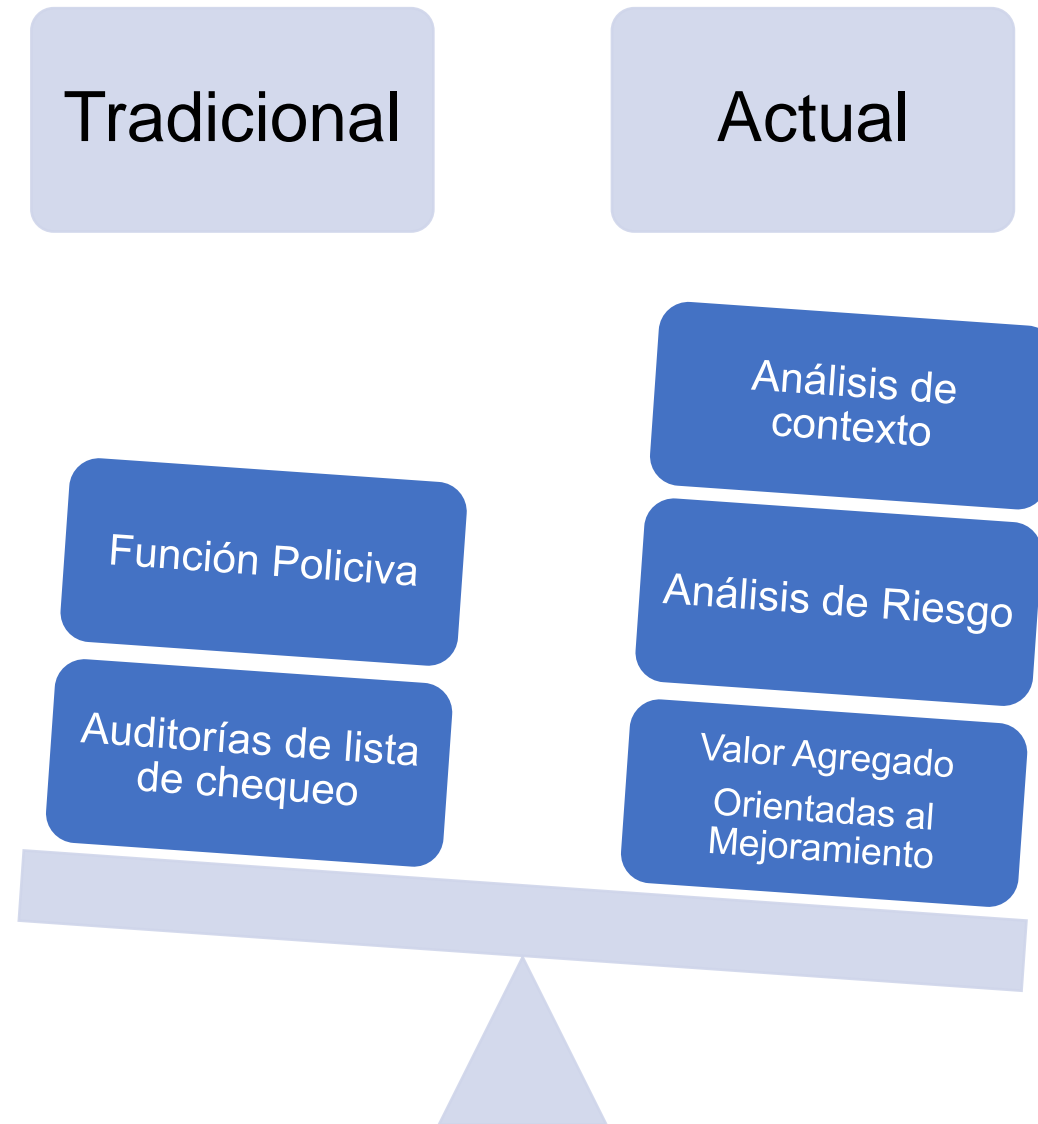 Tradicional
Actual
Función Policiva
Auditorías de lista
de chequeo
Análisis de
contexto
Análisis de Riesgo
Valor Agregado
Orientadas al
Mejoramiento